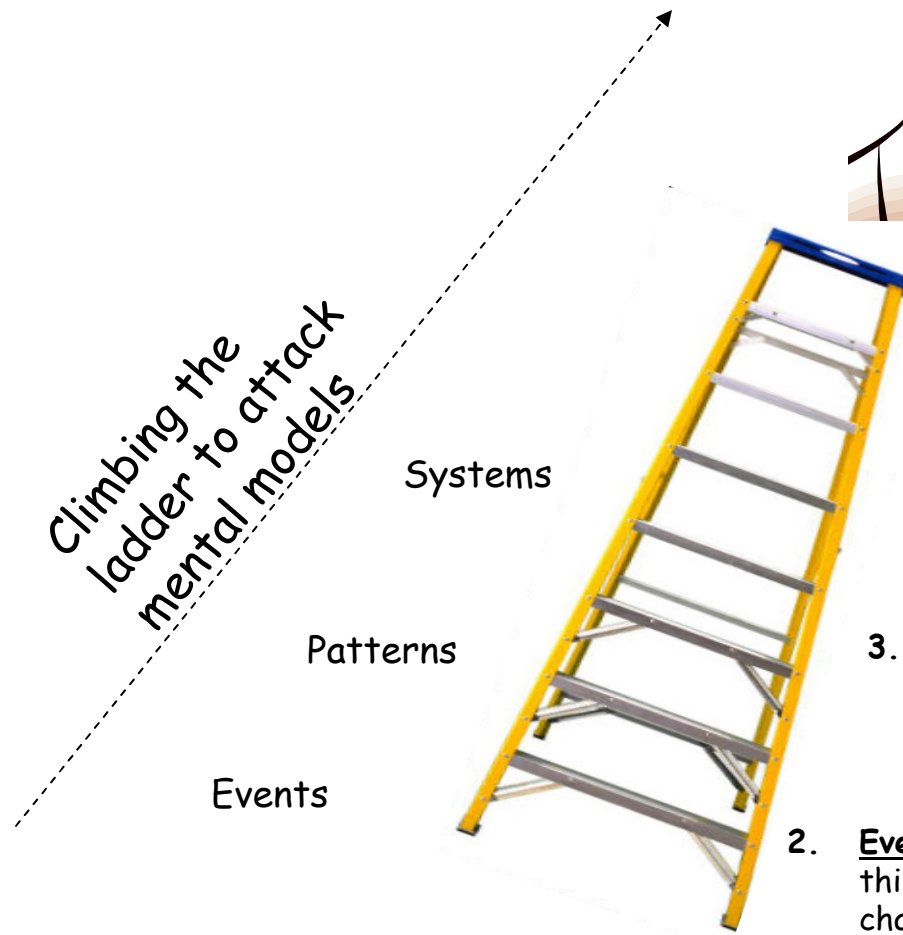 Climbing the
ladder to attack
mental models
Systems
Patterns
3.
Events
2.